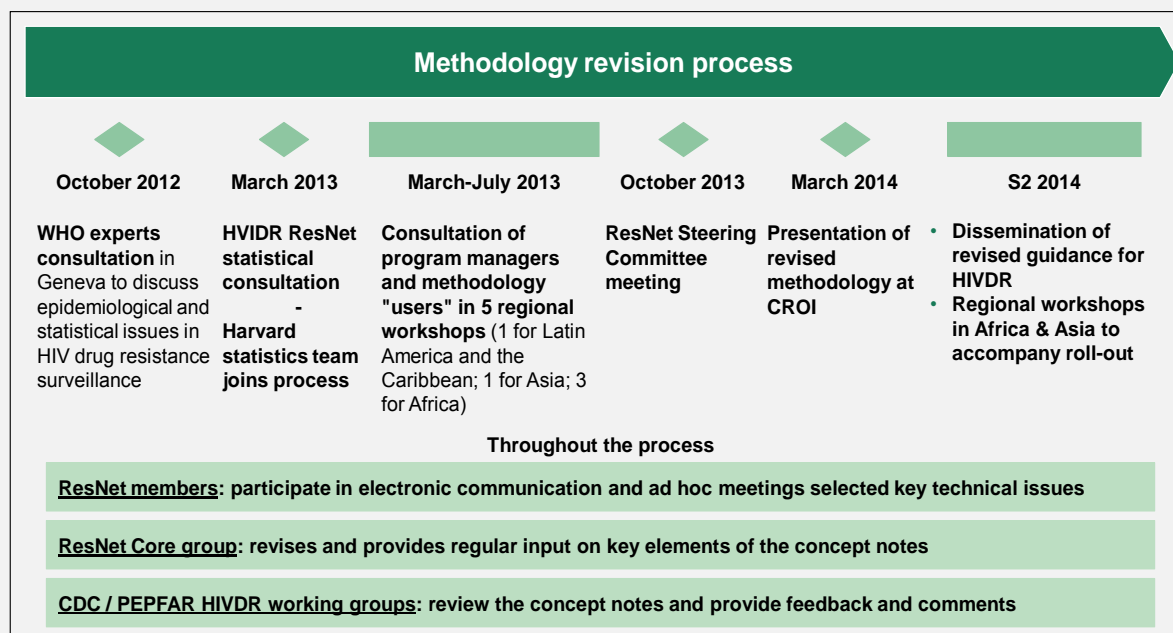 Methodology revision process
October 2012
WHO experts
consultation in
Geneva to discuss
epidemiological and
statistical issues in
HIV drug resistance
surveillance
March 2013
HVIDR ResNet
statistical
consultation
-
Harvard
statistics team
joins process
March-July 2013
Consultation of
program managers
and methodology
"users" in 5 regional
workshops (1 for Latin
America and the
Caribbean; 1 for Asia; 3
for Africa)
October 2013
ResNet Steering
Committee
meeting
March 2014
Presentation of
revised
methodology at
CROI
S2 2014
• Dissemination of
revised guidance for
HIVDR
• Regional workshops
in Africa & Asia to
accompany roll-out
Throughout the process
ResNet members: participate in electronic communication and ad hoc meetings selected key technical issues
ResNet Core group: revises and provides regular input on key elements of the concept notes
CDC / PEPFAR HIVDR working groups: review the concept notes and provide feedback and comments